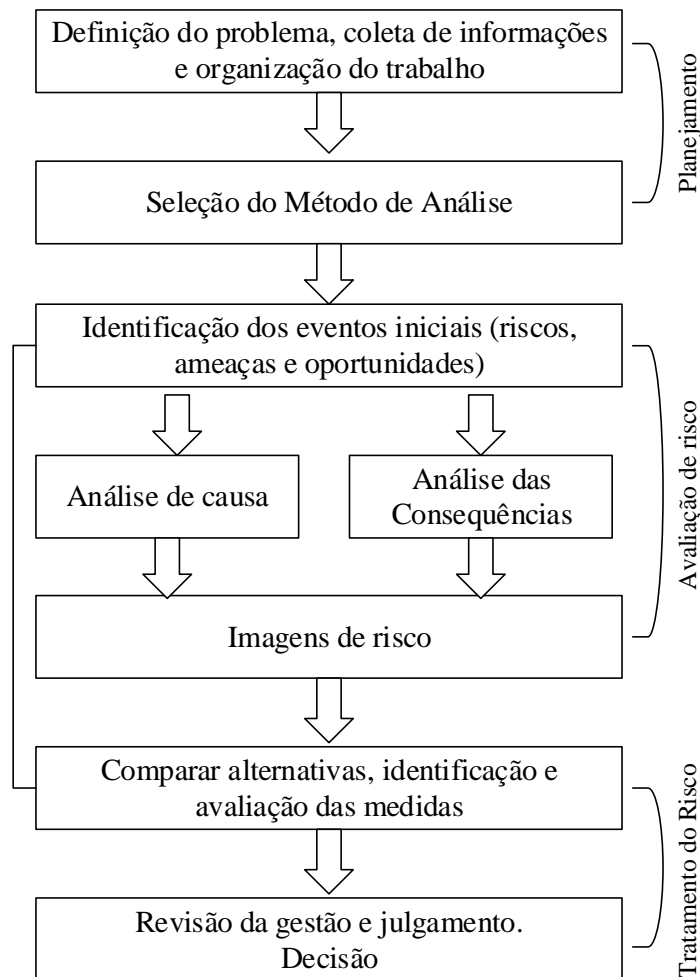 Definição do problema, coleta de informações
e organização do trabalho
Planejamento
Seleção do Método de Análise
Identificação dos eventos iniciais (riscos,
ameaças e oportunidades)
Análise de causa
Análise das
Consequências
Avaliação de risco
Imagens de risco
Comparar alternativas, identificação e
avaliação das medidas
Tratamento do Risco
Revisão da gestão e julgamento.
Decisão